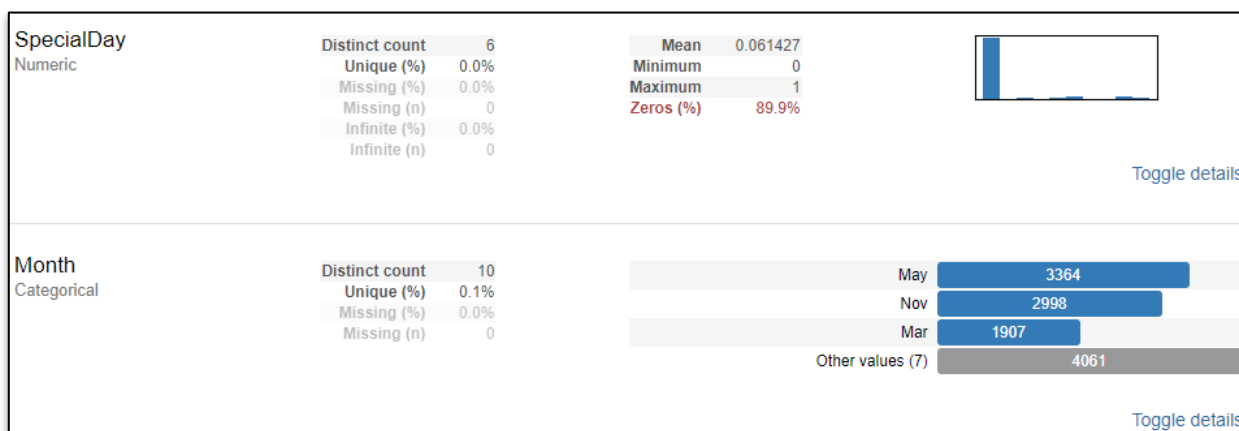 SpecialDay
Numeric
Distinct count 6
Unique (%) 0.0%
Missing (%) 0.0%
Missing (n) 0
Infinite (%) 0.0%
Infinite (n) 0
Mean 0.061427
Minimum 0
Maximum 1
Zeros (%) 89.9%
Toggle details
Month
Categorical
Distinct count 10
Unique (%) 0.1%
Missing (%) 0.0%
Missing (n) 0
May 3364
Nov 2998
Mar 1907
Other values (7) 4061
Toggle details